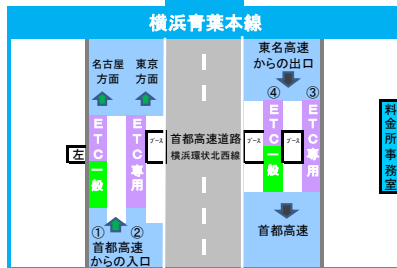 横浜青葉本線
名古屋
方面
東京
方面
東名高速
からの出口
④
③
ETC一般
ETC専用
ブース
左
首都高速道路
横浜環状北西線
ブース
ETC一般
ブース
ETC専用
料金所事務室
①
②
首都高速
からの入口
首都高速